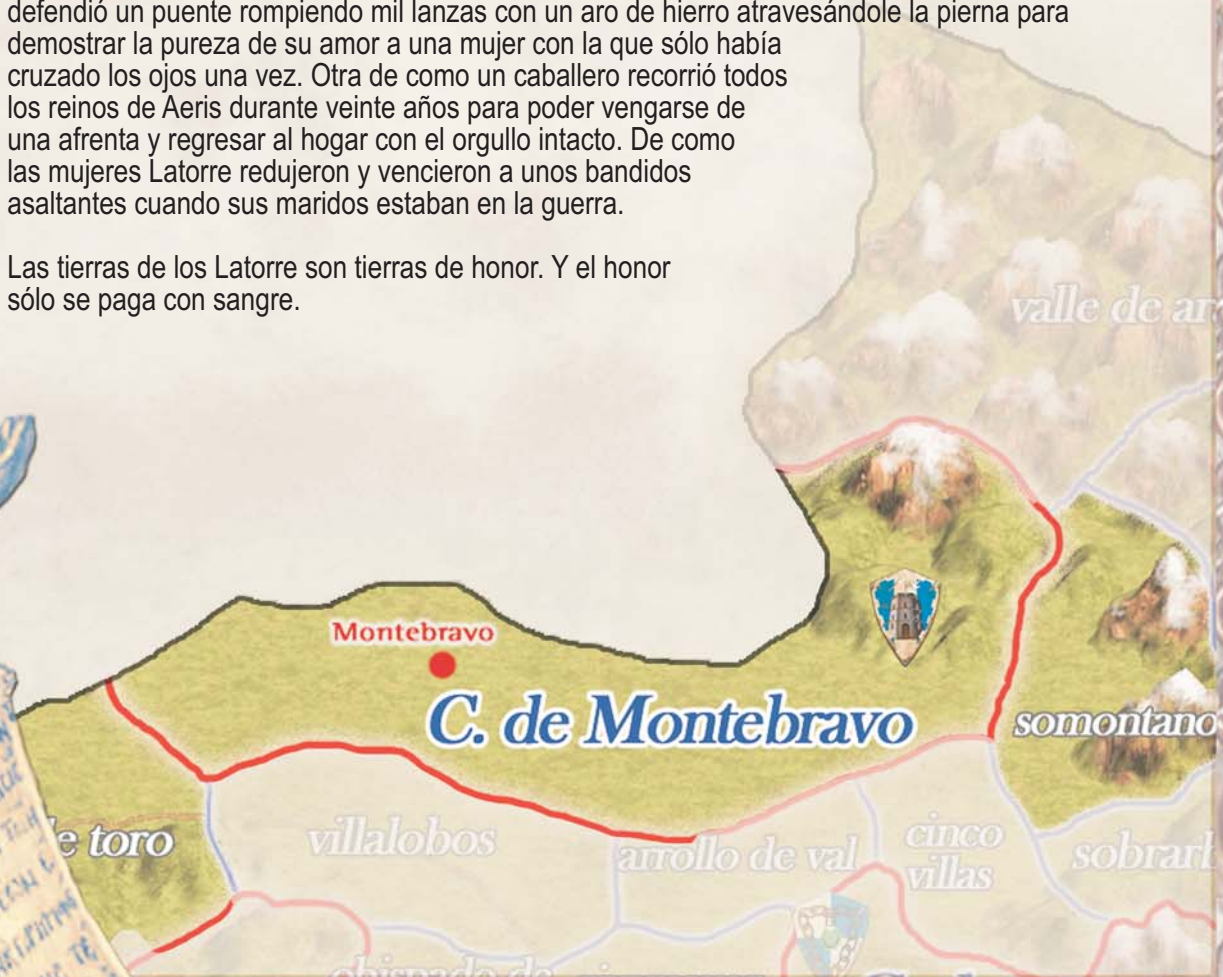 defendió un puente rompiendo mil lanzas con un aro de hierro atravesándole la pierna para
demostrar la pureza de su amor a una mujer con la que sólo había
cruzado los ojos una vez. Otra de como un caballero recorrió todos
los reinos de Aeris durante veinte años para poder vengarse de
una afrenta y regresar al hogar con el orgullo intacto. De como
las mujeres Latorre redujeron y vencieron a unos bandidos
asaltantes cuando sus maridos estaban en la guerra.
Las tierras de los Latorre son tierras de honor. Y el honor
sólo se paga con sangre.
valle de ar
Montebravo
C. de Montebravo
somontano
e toro
villalobos
arrollo de val
cinco
villas
sobrarb
obispado de